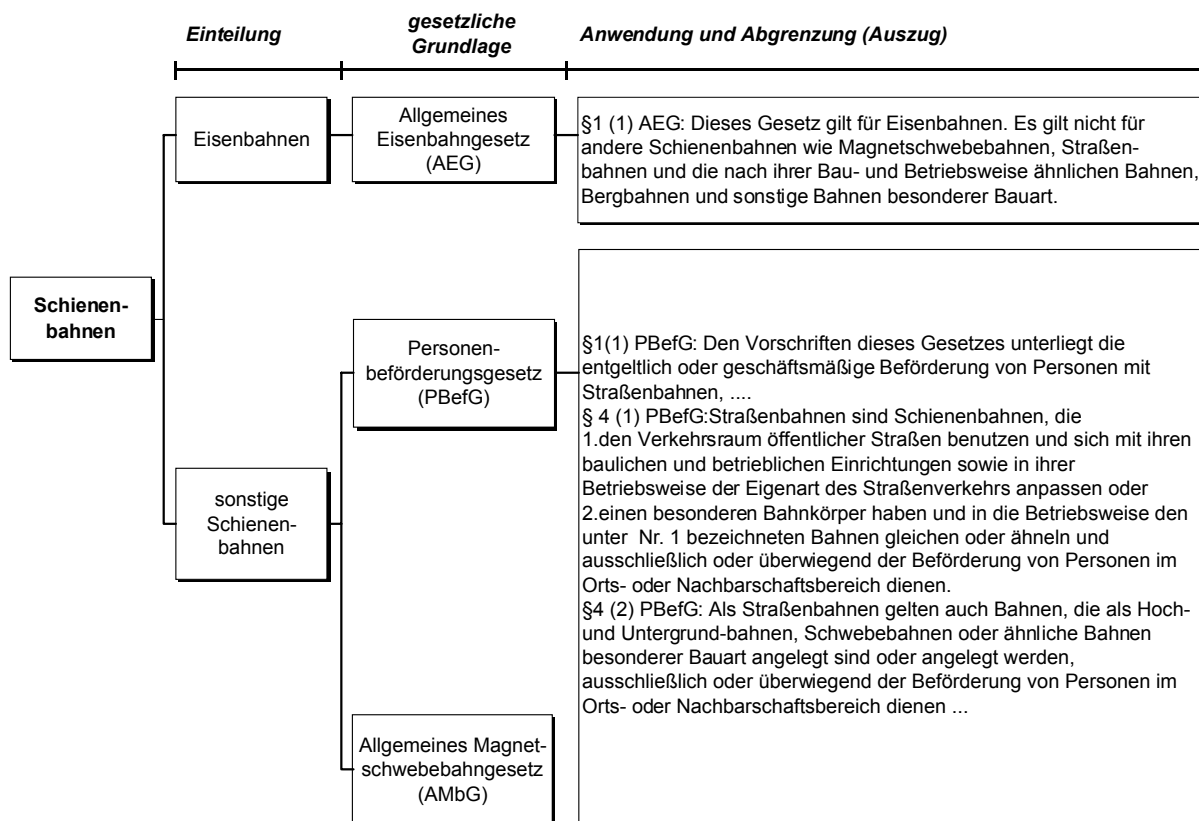 Einteilung
gesetzliche
Grundlage
Anwendung und Abgrenzung (Auszug)
Eisenbahnen
Allgemeines
Eisenbahngesetz
(AEG)
§1 (1) AEG: Dieses Gesetz gilt für Eisenbahnen. Es gilt nicht für
andere Schienenbahnen wie Magnetschwebebahnen, Straßen-
bahnen und die nach ihrer Bau- und Betriebsweise ähnlichen Bahnen,
Bergbahnen und sonstige Bahnen besonderer Bauart.
Schienen-
bahnen
Personen-
beförderungsgesetz
(PBefG)
§1(1) PBefG: Den Vorschriften dieses Gesetzes unterliegt die
entgeltlich oder geschäftsmäßige Beförderung von Personen mit
Straßenbahnen, ....
§ 4 (1) PBefG:Straßenbahnen sind Schienenbahnen, die
1.den Verkehrsraum öffentlicher Straßen benutzen und sich mit ihren
baulichen und betrieblichen Einrichtungen sowie in ihrer
Betriebsweise der Eigenart des Straßenverkehrs anpassen oder
2.einen besonderen Bahnkörper haben und in die Betriebsweise den
unter Nr. 1 bezeichneten Bahnen gleichen oder ähneln und
ausschließlich oder überwiegend der Beförderung von Personen im
Orts- oder Nachbarschaftsbereich dienen.
§4 (2) PBefG: Als Straßenbahnen gelten auch Bahnen, die als Hoch-
und Untergrund-bahnen, Schwebebahnen oder ähnliche Bahnen
besonderer Bauart angelegt sind oder angelegt werden,
ausschließlich oder überwiegend der Beförderung von Personen im
Orts- oder Nachbarschaftsbereich dienen ...
sonstige
Schienen-
bahnen
Allgemeines Magnet-
schwebebahngesetz
(AMbG)